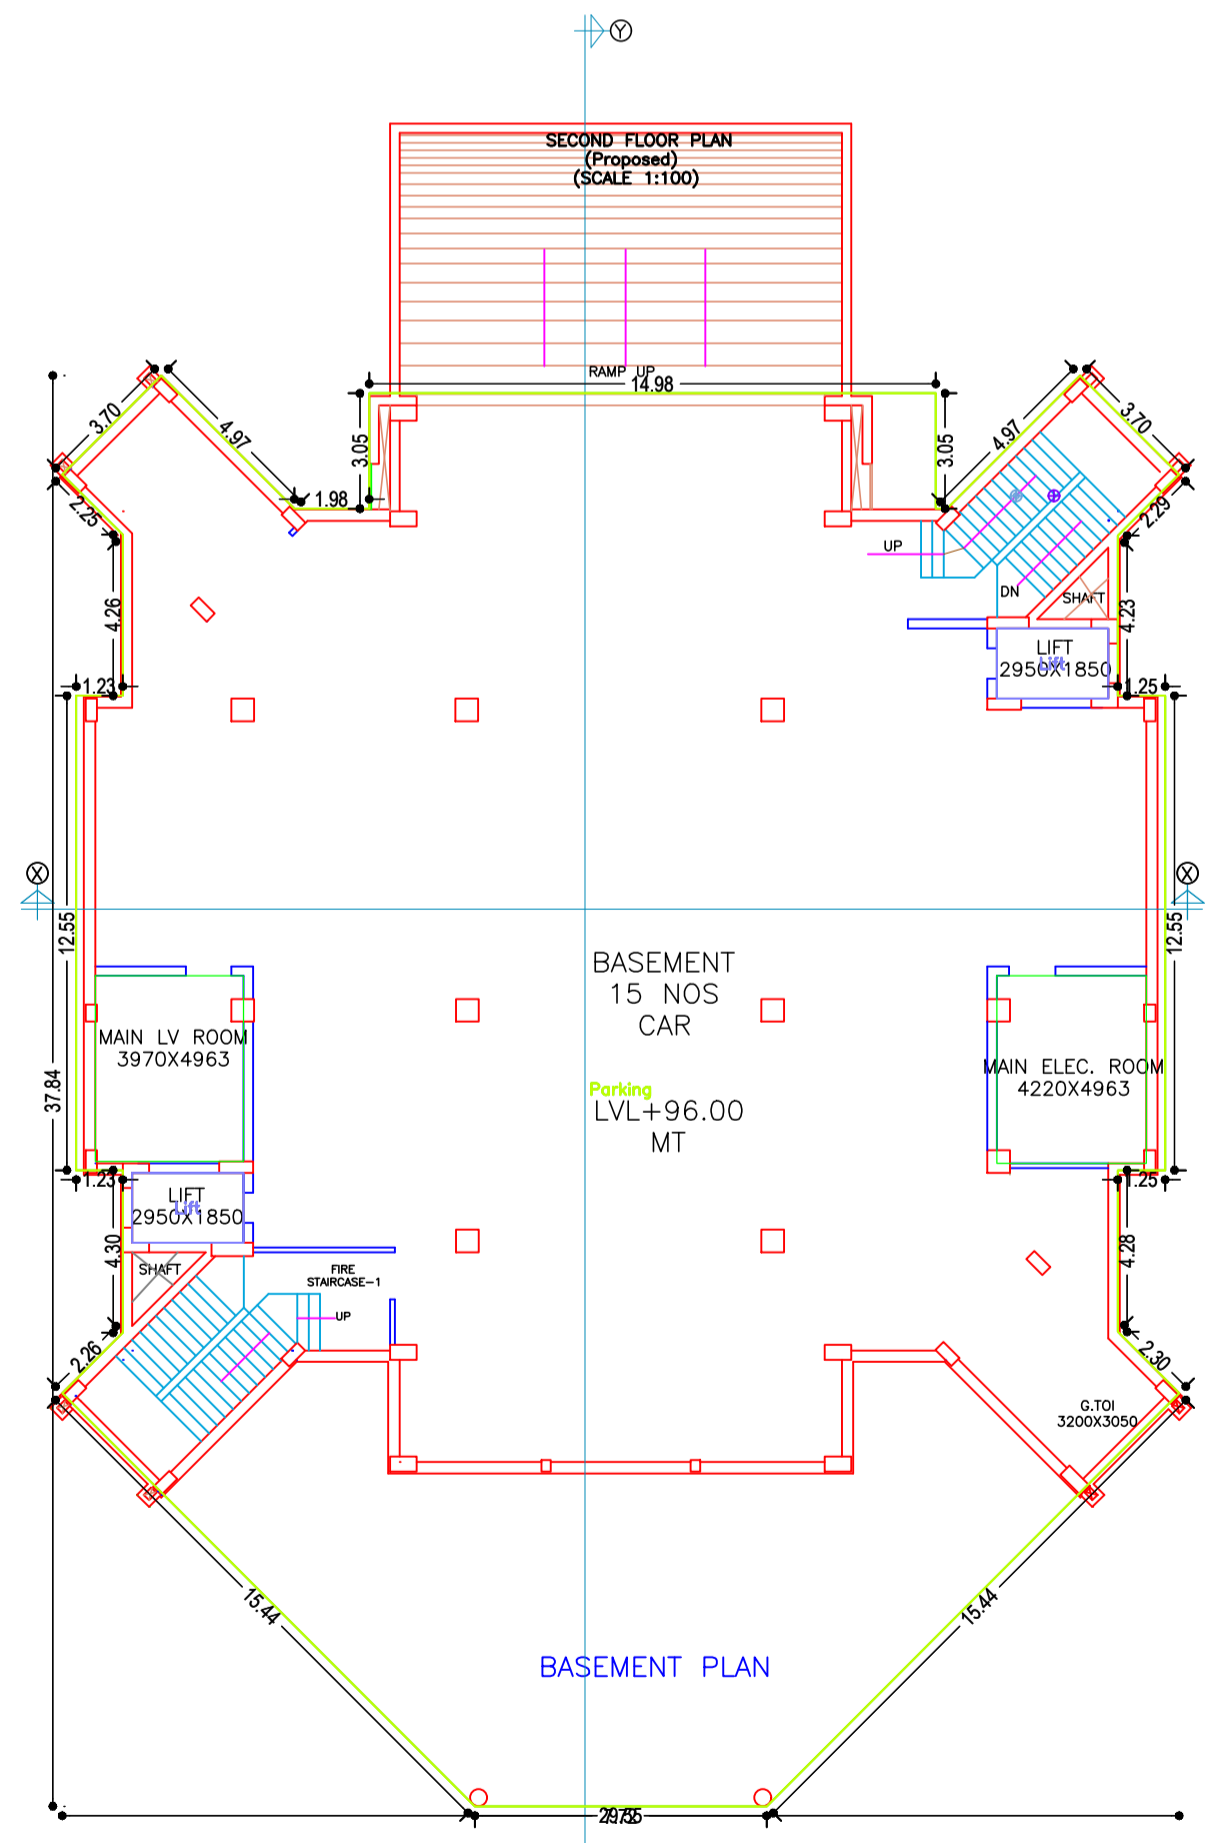 Y
SECOND FLOOR PLAN
(Proposed)
(SCALE 1:100)
RAMP UP
14.98
3.70
4.97
3.05
1.98
3.05
4.97
3.70
2.25
2.29
UP
DN
SHAFT
4.26
4.23
LIFT
Lift
2950X1850
1.23
1.25
X
X
12.55
12.55
BASEMENT
15 NOS
CAR
MAIN LV ROOM
3970X4963
MAIN ELEC. ROOM
4220X4963
Parking
LVL+96.00
MT
37.84
1.23
1.25
LIFT
Lift
2950X1850
4.30
4.28
SHAFT
FIRE
STAIRCASE-1
UP
2.26
2.30
G.TOI
3200X3050
15.44
15.44
BASEMENT PLAN